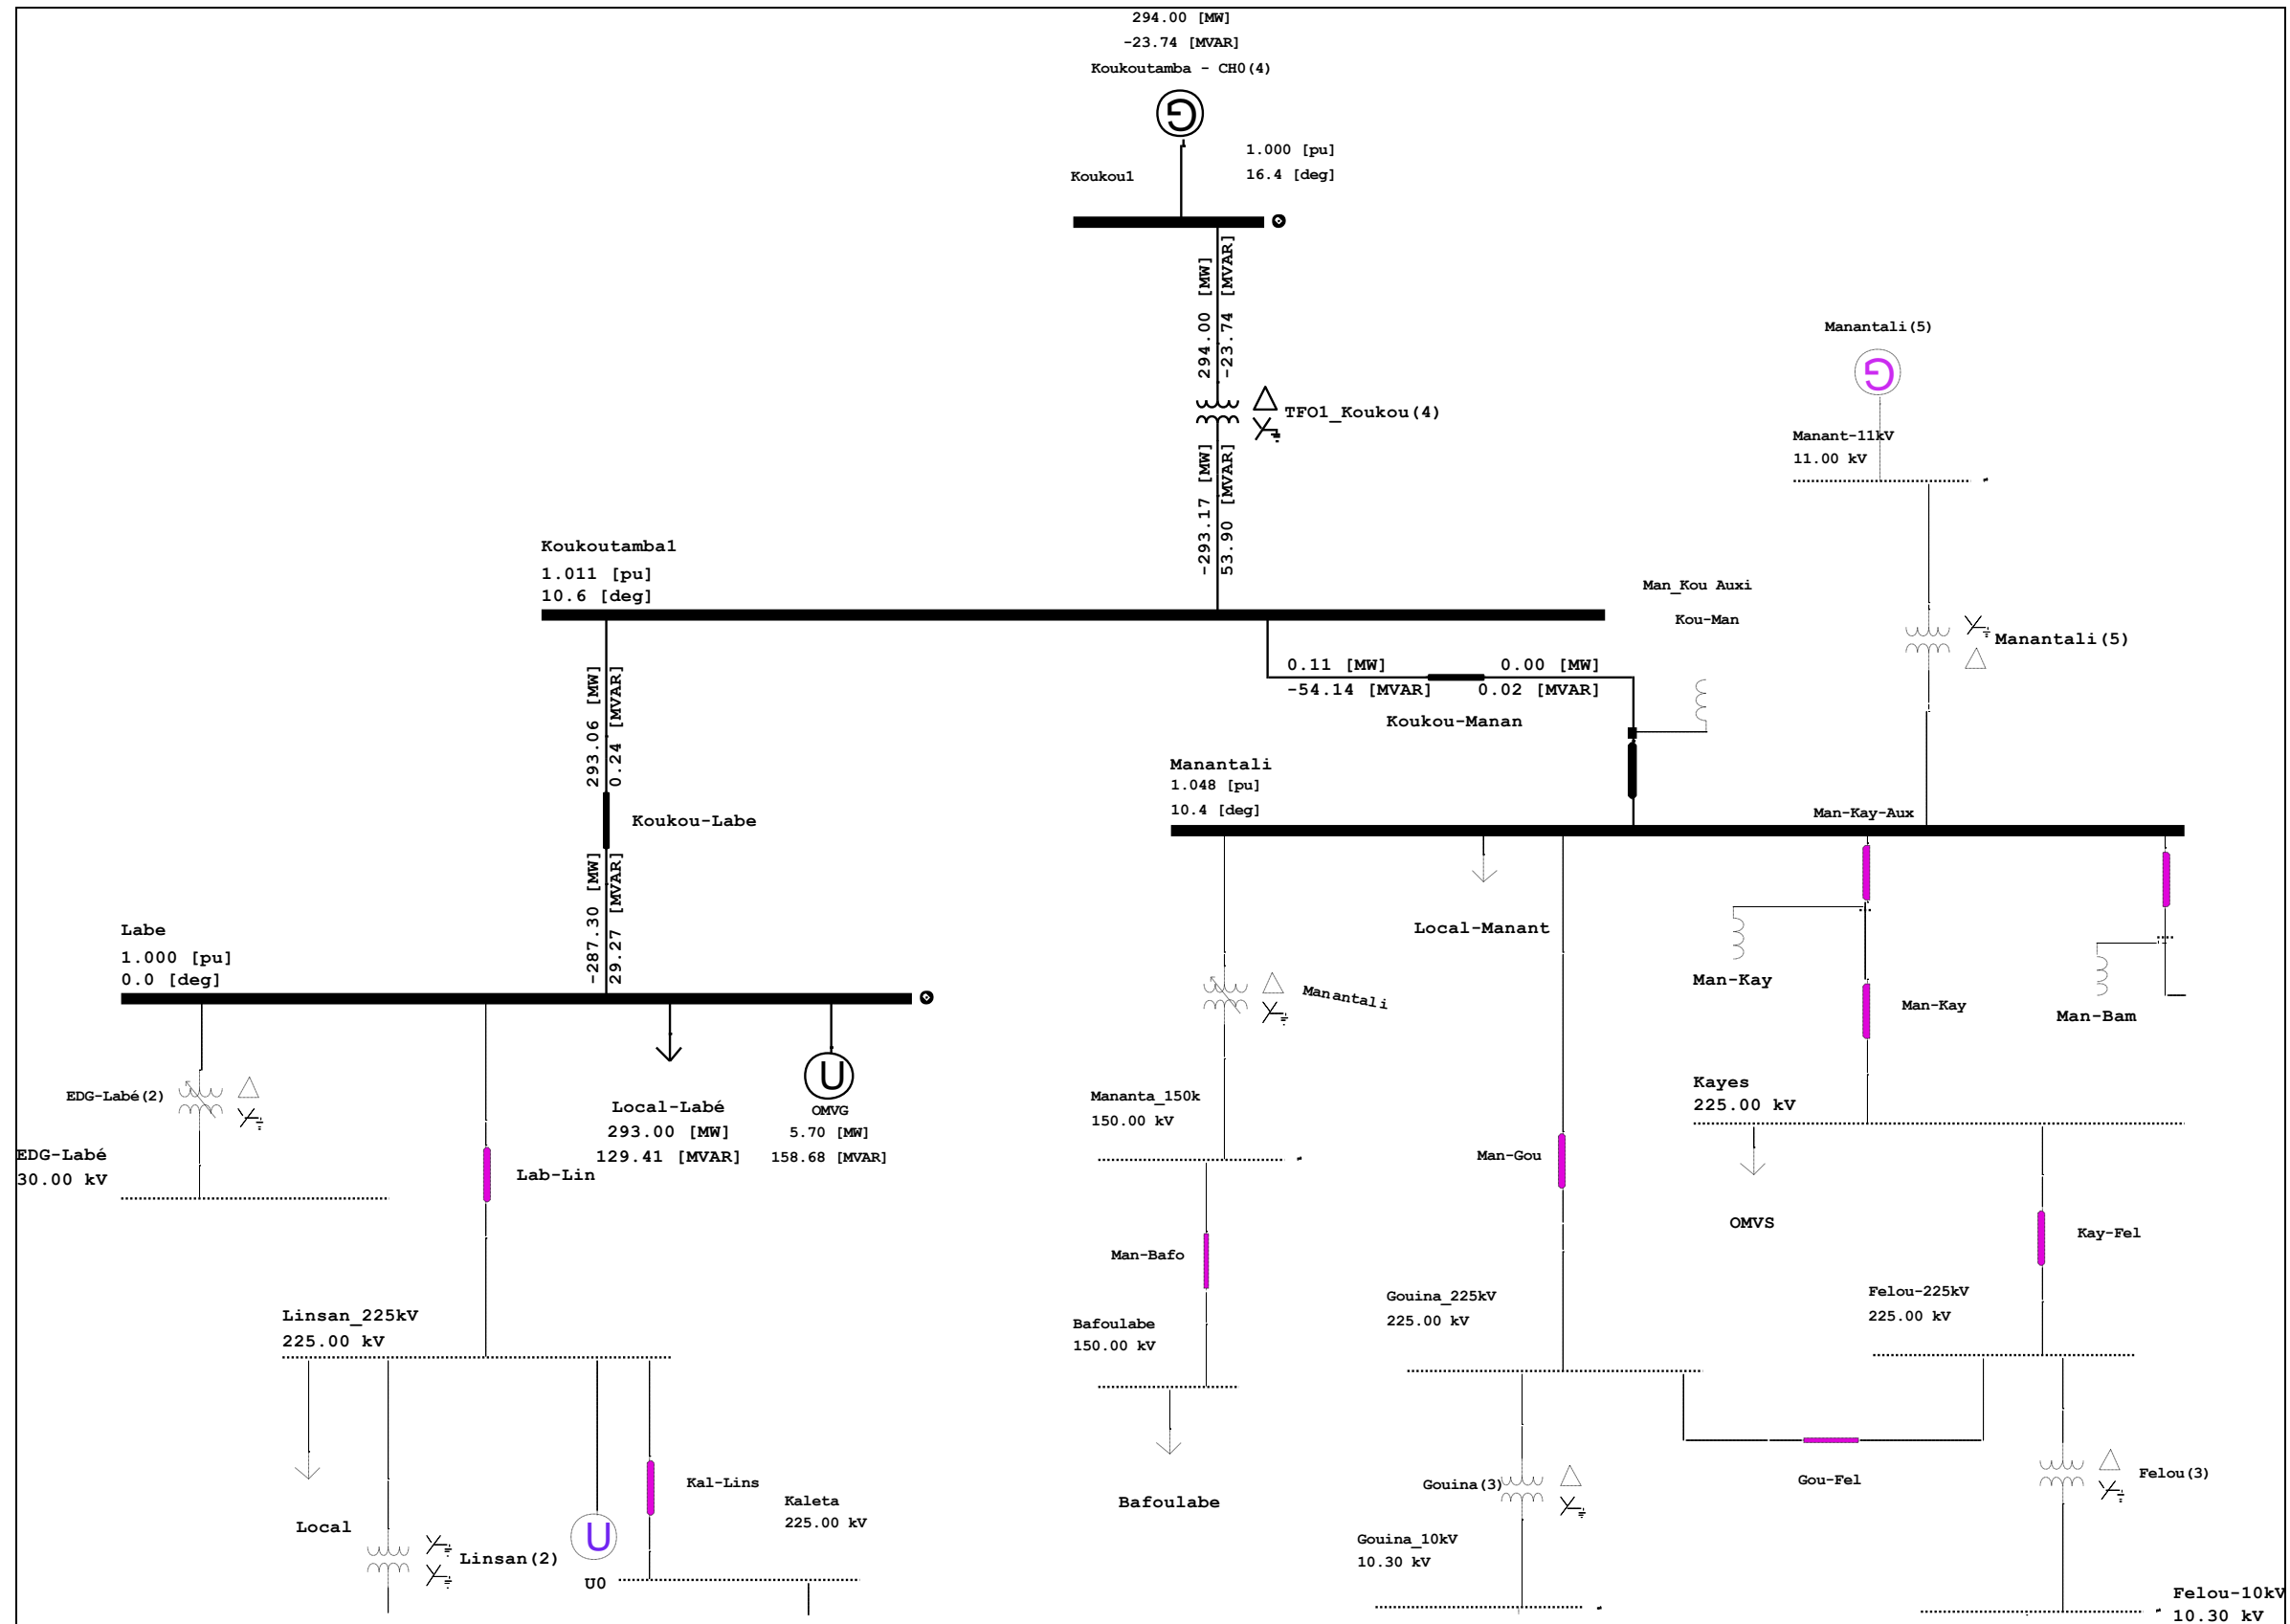 294.00 [MW]
-23.74 [MVAR]
Koukoutamba - CH0(4)
G
1.000 [pu]
16.4 [deg]
Koukou1
294.00 [MW]
-23.74 [MVAR]
TFO1_Koukou(4)
-293.17 [MW]
53.90 [MVAR]
Manantali(5)
G
Manant-11kV
11.00 kV
Manantali(5)
Koukoutamba1
1.011 [pu]
10.6 [deg]
Man_Kou Auxi
Kou-Man
0.11 [MW]
0.00 [MW]
-54.14 [MVAR]
0.02 [MVAR]
Koukou-Manan
293.06 [MW]
0.24 [MVAR]
Koukou-Labe
-287.30 [MW]
29.27 [MVAR]
Manantali
1.048 [pu]
10.4 [deg]
Man-Kay-Aux
Labe
1.000 [pu]
0.0 [deg]
Local-Manant
Manantali
Man-Kay
Man-Kay
Man-Bam
EDG-Labé(2)
EDG-Labé
30.00 kV
Lab-Lin
Local-Labé
293.00 [MW]
129.41 [MVAR]
U
OMVG
5.70 [MW]
158.68 [MVAR]
Mananta_150k
150.00 kV
Man-Gou
Kayes
225.00 kV
OMVS
Kay-Fel
Man-Bafo
Bafoulabe
150.00 kV
Gouina_225kV
225.00 kV
Felou-225kV
225.00 kV
Linsan_225kV
225.00 kV
Local
Linsan(2)
U
U0
Kal-Lins
Kaleta
225.00 kV
Bafoulabe
Gouina(3)
Gouina_10kV
10.30 kV
Gou-Fel
Felou(3)
Felou-10kV
10.30 kV